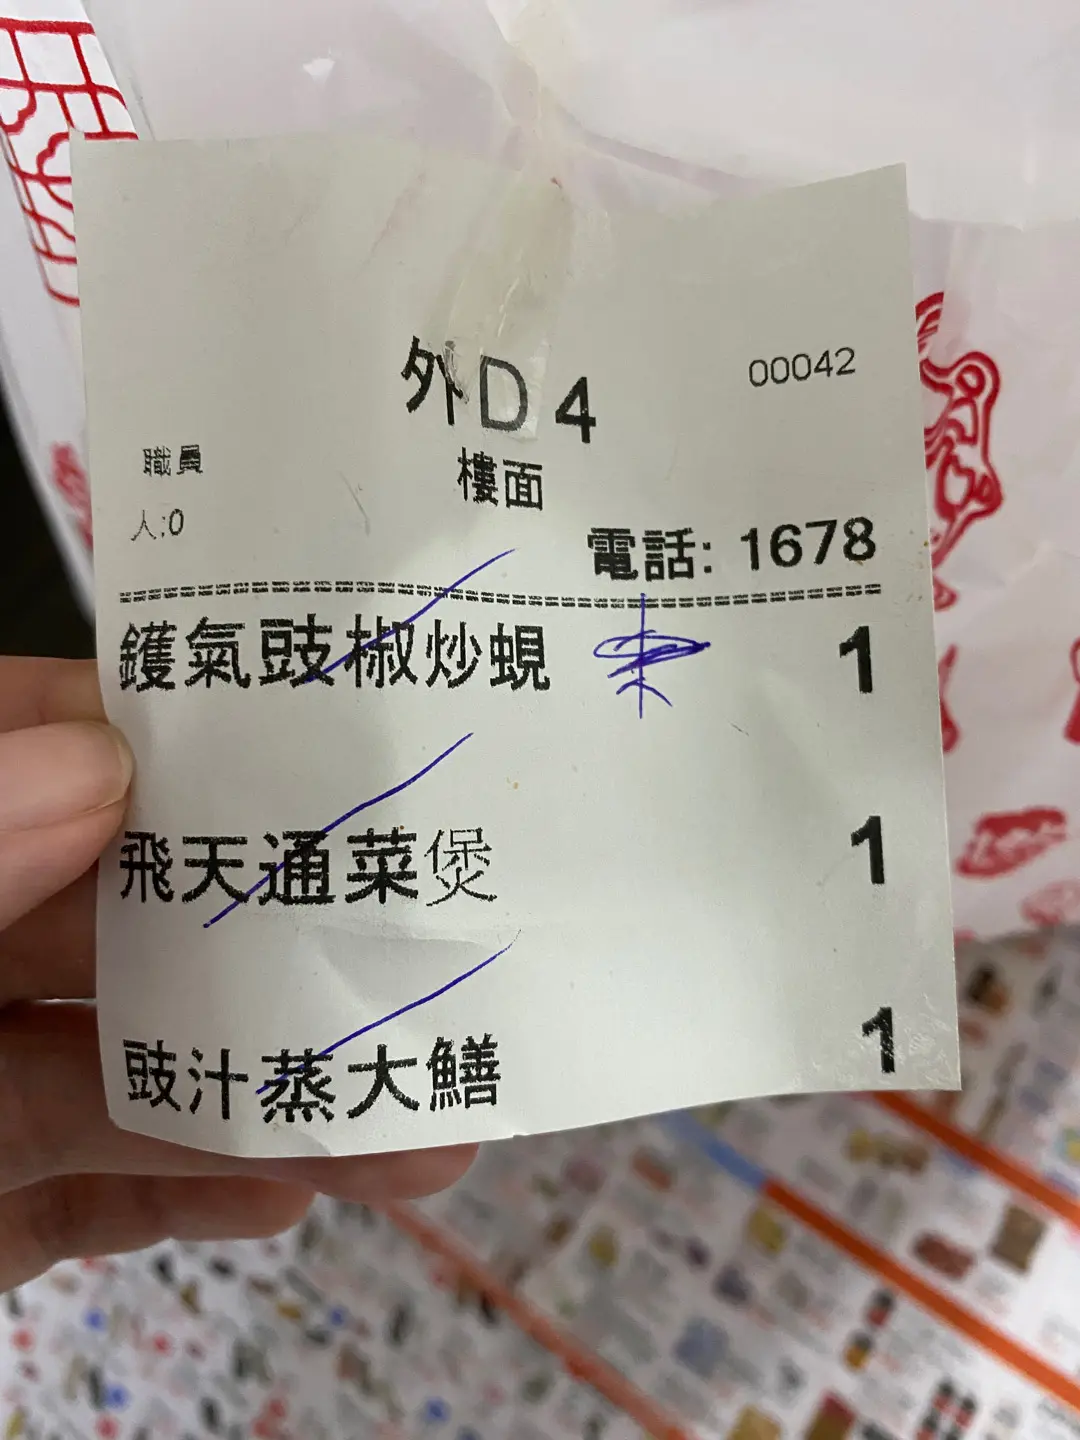 外D4
00042
職員
樓面
人:0
電話: 1678
鑊氣豉椒炒蜆 1
飛天通菜煲 1
豉汁蒸大鱔 1